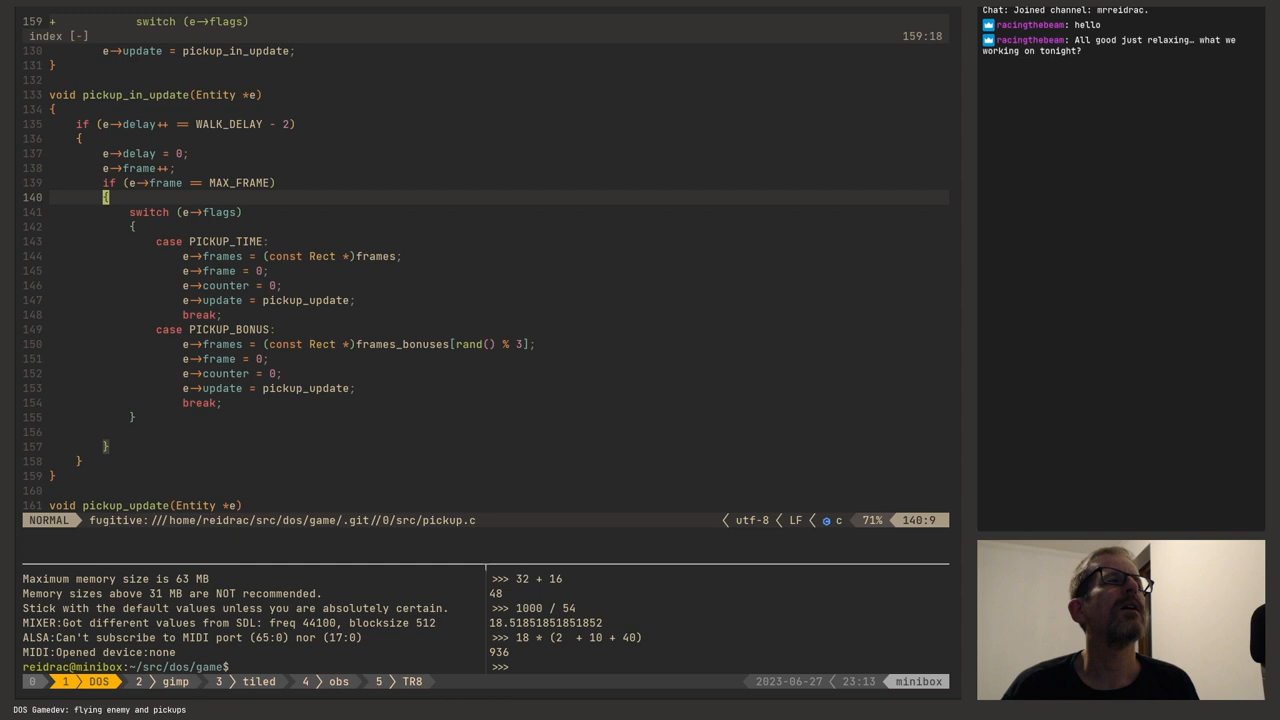 159 +            switch (e->flags)
index [-] 159:18
130         e->update = pickup_in_update;
131 }
132
133 void pickup_in_update(Entity *e)
134 {
135     if (e->delay++ == WALK_DELAY - 2)
136     {
137         e->delay = 0;
138         e->frame++;
139         if (e->frame == MAX_FRAME)
140         {
141             switch (e->flags)
142             {
143                 case PICKUP_TIME:
144                     e->frames = (const Rect *)frames;
145                     e->frame = 0;
146                     e->counter = 0;
147                     e->update = pickup_update;
148                     break;
149                 case PICKUP_BONUS:
150                     e->frames = (const Rect *)frames_bonuses[rand() % 3];
151                     e->frame = 0;
152                     e->counter = 0;
153                     e->update = pickup_update;
154                     break;
155             }
156
157         }
158     }
159 }
160
161 void pickup_update(Entity *e)
NORMAL fugitive:///home/reidrac/src/dos/game/.git//0/src/pickup.c utf-8 LF c 71% 140:9
Maximum memory size is 63 MB
Memory sizes above 31 MB are NOT recommended.
Stick with the default values unless you are absolutely certain.
MIXER:Got different values from SDL: freq 44100, blocksize 512
ALSA:Can't subscribe to MIDI port (65:0) nor (17:0)
MIDI:Opened device:none
reidrac@minibox:~/src/dos/game$
>>> 32 + 16
48
>>> 1000 / 54
18.51851851851852
>>> 18 * (2  + 10 + 40)
936
>>>
0 1 DOS 2 gimp 3 tiled 4 obs 5 TR8 2023-06-27 23:13 minibox
DOS Gamedev: flying enemy and pickups
Chat: Joined channel: mrreidrac.
racingthebeam: hello
racingthebeam: All good just relaxing… what we
working on tonight?